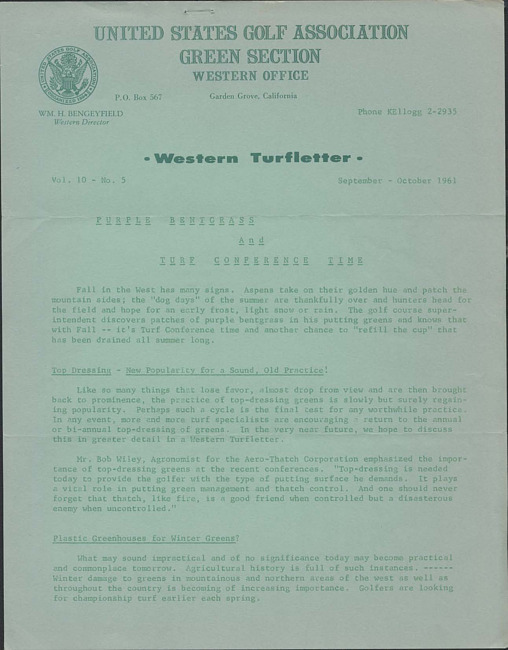 UNITED STATES GOLF ASSOCIATION
GREEN SECTION
WESTERN OFFICE
P.O. Box 567
Garden Grove, California
WM. H. BENGEYFIELD
Western Director
Phone KEllogg 2-2935
• Western Turfletter •
Vol. 10 - No. 5
September - October 1961
PURPLE BENTGRASS
And
TURF CONFERENCE TIME
Fall in the West has many signs. Aspens take on their golden hue and patch the
mountain sides; the "dog days" of the summer are thankfully over and hunters head for
the field and hope for an early frost, light snow or rain. The golf course super-
intendent discovers patches of purple bentgrass in his putting greens and knows that
with Fall -- it's Turf Conference time and another chance to "refill the cup" that
has been drained all summer long.
Top Dressing - New Popularity for a Sound, Old Practice!
Like so many things that lose favor, almost drop from view and are then brought
back to prominence, the practice of top-dressing greens is slowly but surely regain-
ing popularity. Perhaps such a cycle is the final test for any worthwhile practice.
In any event, more and more turf specialists are encouraging a return to the annual
or bi-annual top-dressing of greens. In the very near future, we hope to discuss
this in greater detail in a Western Turfletter.
Mr. Bob Wiley, Agronomist for the Aero-Thatch Corporation emphasized the impor-
tance of top-dressing greens at the recent conferences. "Top-dressing is needed
today to provide the golfer with the type of putting surface he demands. It plays
a vital role in putting green management and thatch control. And one should never
forget that thatch, like fire, is a good friend when controlled but a disasterous
enemy when uncontrolled."
Plastic Greenhouses for Winter Greens?
What may sound impractical and of no significance today may become practical
and commonplace tomorrow. Agricultural history is full of such instances. ------
Winter damage to greens in mountainous and northern areas of the west as well as
throughout the country is becoming of increasing importance. Golfers are looking
for championship turf earlier each spring.